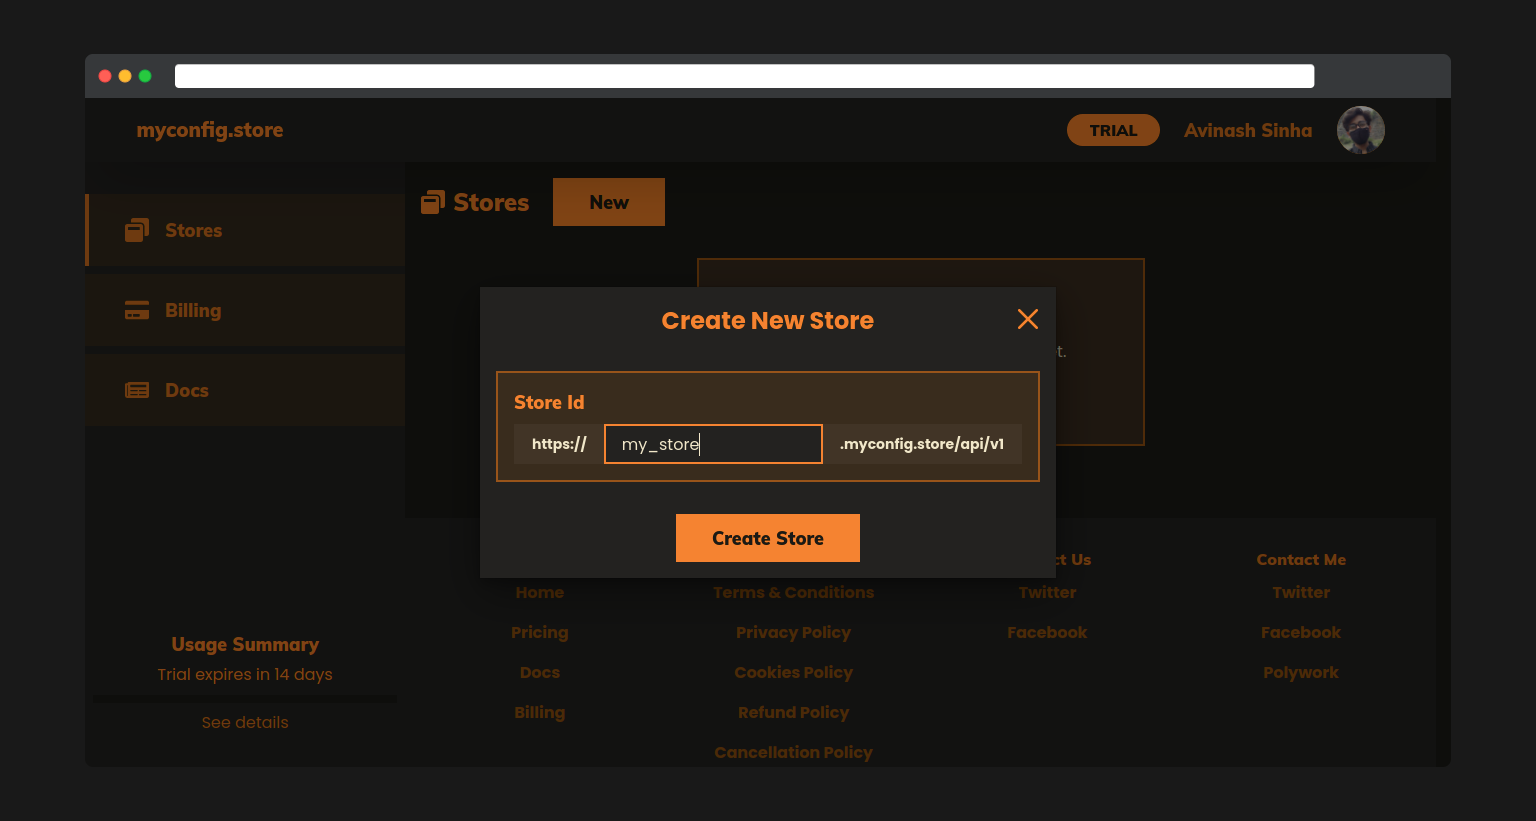 myconfig.store
TRIAL
Avinash Sinha
Stores
Billing
Docs
Usage Summary
Trial expires in 14 days
See details
Stores
New
Create New Store
Store Id
https://
my_store
.myconfig.store/api/v1
Create Store
Home
Pricing
Docs
Billing
Terms & Conditions
Privacy Policy
Cookies Policy
Refund Policy
Cancellation Policy
Us
Twitter
Facebook
Contact Me
Twitter
Facebook
Polywork